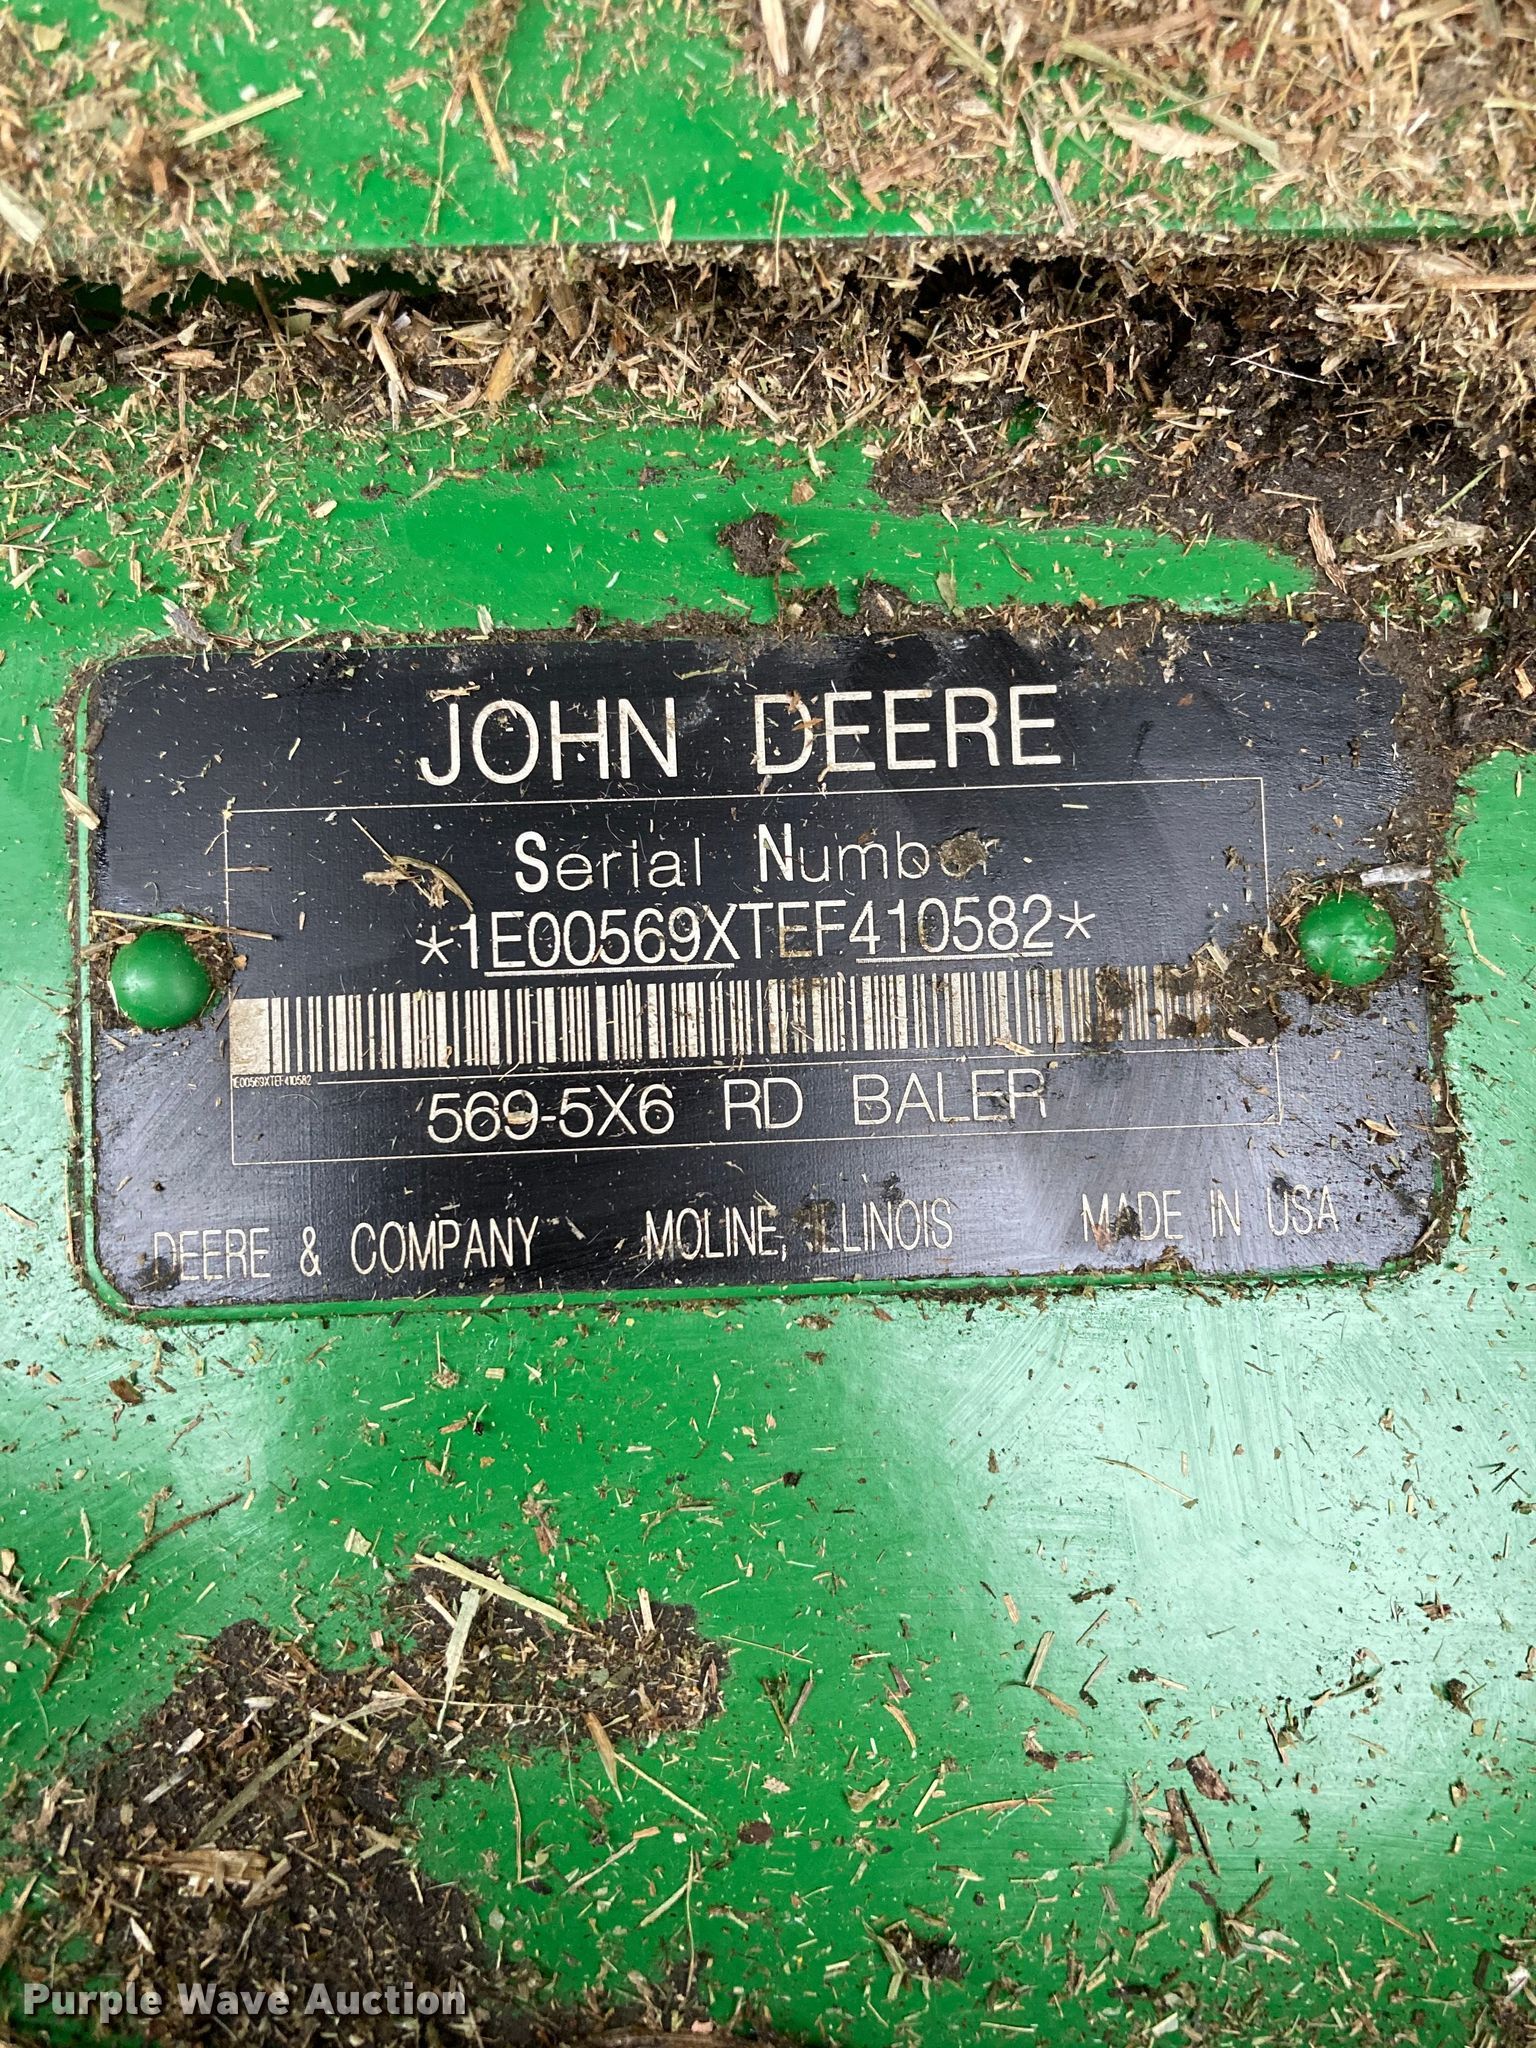 JOHN DEERE
Serial Number
*1E00569XTEF410582*
1E00569XTEF410582
569-5X6 RD BALER
DEERE & COMPANY MOLINE, ILLINOIS MADE IN USA
Purple Wave Auction